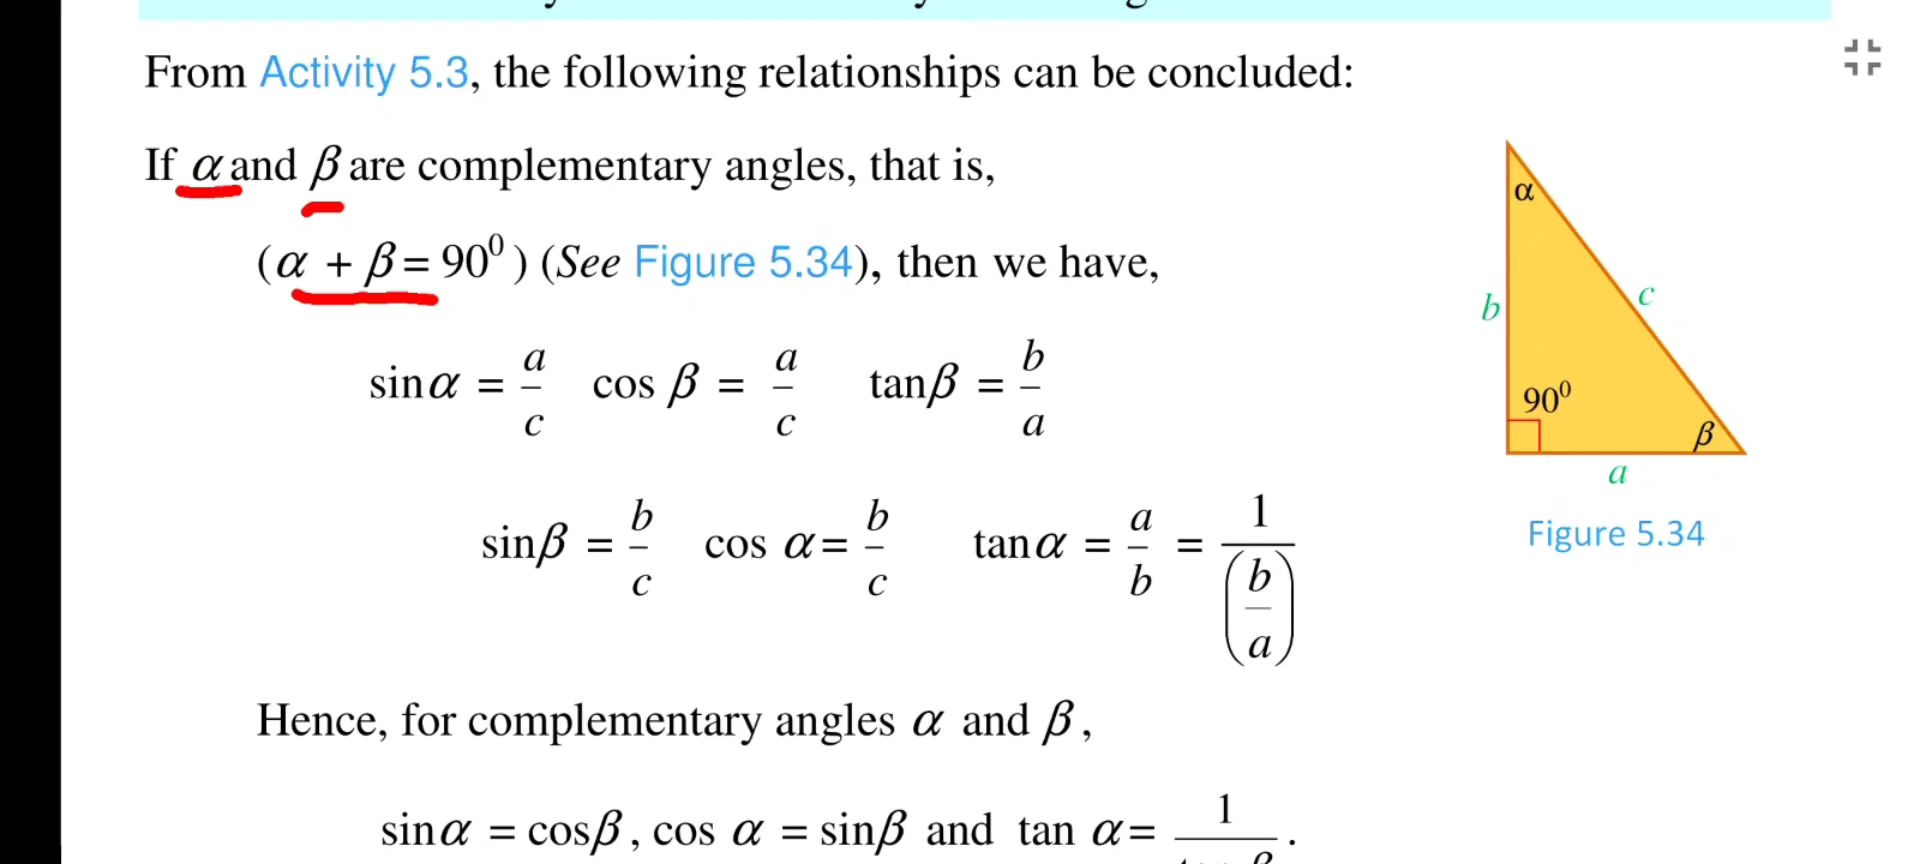 From Activity 5.3, the following relationships can be concluded:
If α and β are complementary angles, that is,
(α + β = 90⁰) (See Figure 5.34), then we have,
sinα = a/c cos β = a/c tanβ = b/a
sinβ = b/c cos α = b/c tanα = a/b = 1/(b/a)
Hence, for complementary angles α and β,
sinα = cosβ, cos α = sinβ and tan α = 1/
α
b
c
90⁰
β
a
Figure 5.34